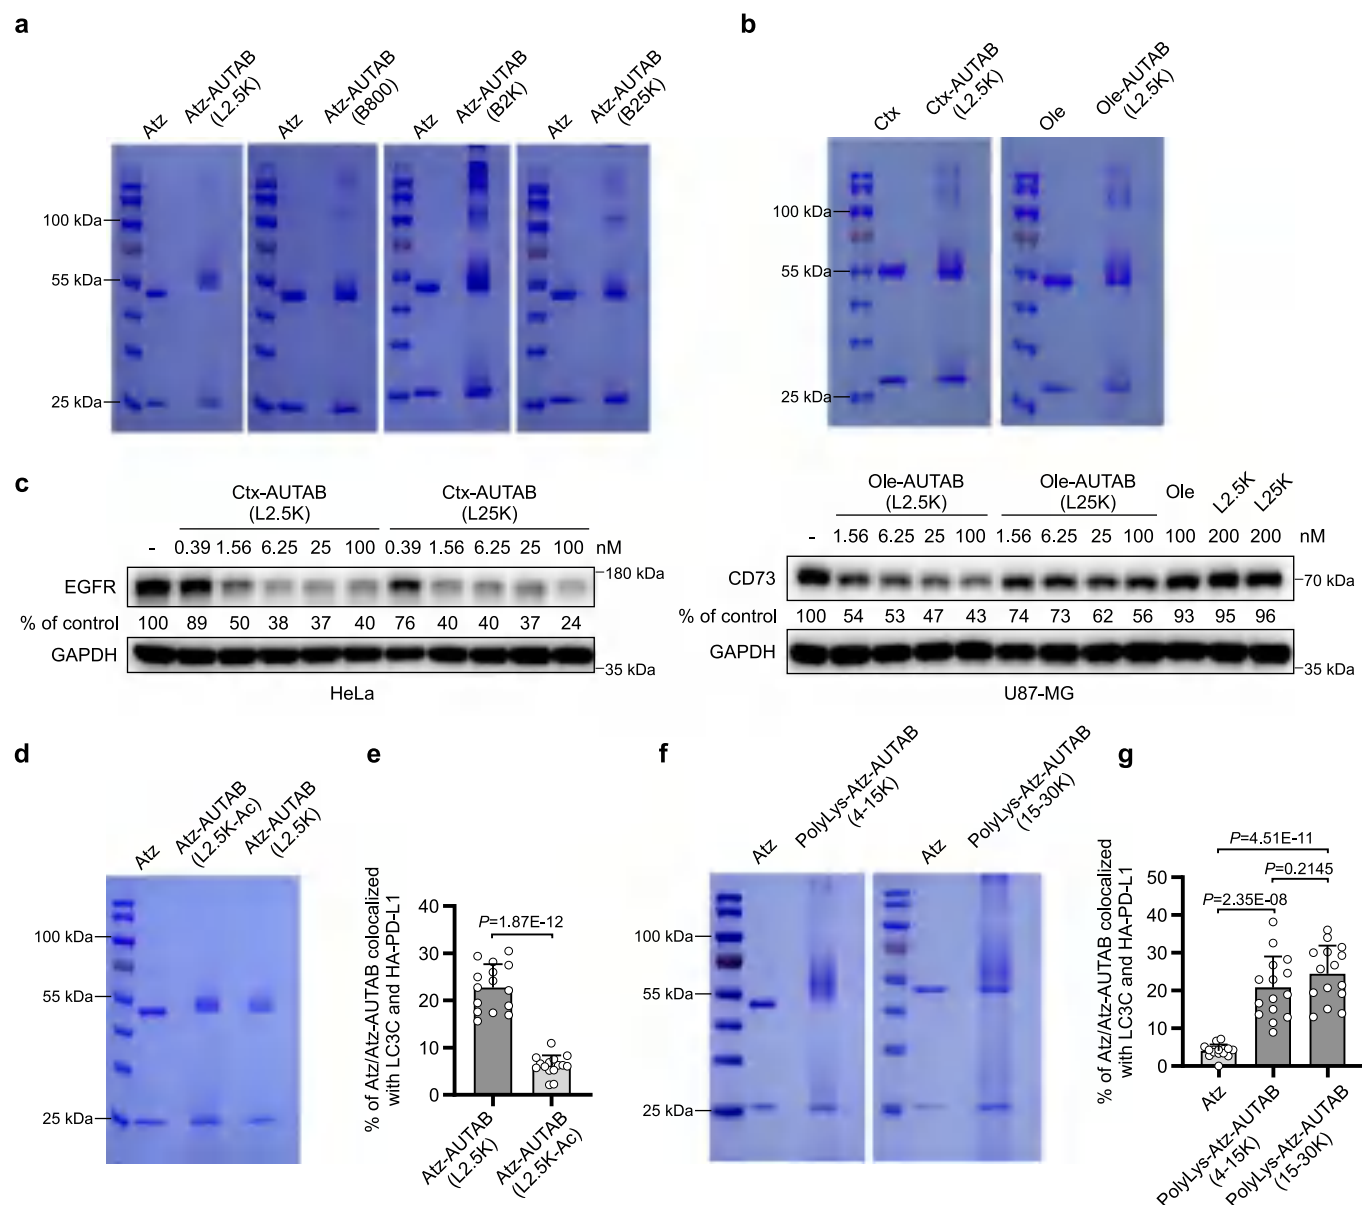 a
Atz
Atz-AUTAB
(L2.5K)
Atz
Atz-AUTAB
(B800)
Atz
Atz-AUTAB
(B2K)
Atz
Atz-AUTAB
(B25K)
100 kDa
55 kDa
25 kDa
b
Ctx
Ctx-AUTAB
(L2.5K)
Ole
Ole-AUTAB
(L2.5K)
100 kDa
55 kDa
25 kDa
c
Ctx-AUTAB
(L2.5K)
Ctx-AUTAB
(L25K)
- 0.39 1.56 6.25 25 100 0.39 1.56 6.25 25 100 nM
EGFR
180 kDa
% of control 100 89 50 38 37 40 76 40 40 37 24
GAPDH
35 kDa
HeLa
Ole-AUTAB
(L2.5K)
Ole-AUTAB
(L25K)
Ole
L2.5K
L25K
- 1.56 6.25 25 100 1.56 6.25 25 100 100 200 200 nM
CD73
70 kDa
% of control 100 54 53 47 43 74 73 62 56 93 95 96
GAPDH
35 kDa
U87-MG
d
Atz
Atz-AUTAB
(L2.5K-Ac)
Atz-AUTAB
(L2.5K)
100 kDa
55 kDa
25 kDa
e
% of Atz/Atz-AUTAB colocalized
with LC3C and HA-PD-L1
40
30
20
10
0
P=1.87E-12
Atz-AUTAB
(L2.5K)
Atz-AUTAB
(L2.5K-Ac)
f
Atz
PolyLys-Atz-AUTAB
(4-15K)
Atz
PolyLys-Atz-AUTAB
(15-30K)
100 kDa
55 kDa
25 kDa
g
% of Atz/Atz-AUTAB colocalized
with LC3C and HA-PD-L1
50
40
30
20
10
0
P=4.51E-11
P=0.2145
P=2.35E-08
Atz
PolyLys-Atz-AUTAB
(4-15K)
PolyLys-Atz-AUTAB
(15-30K)